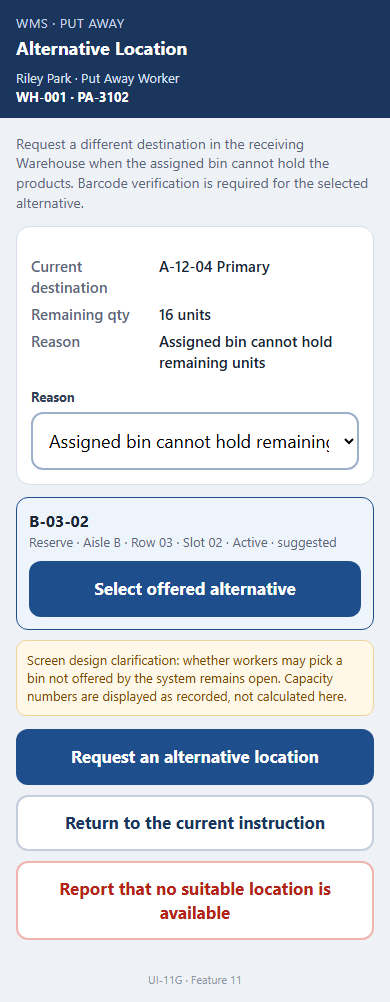 WMS · PUT AWAY
Alternative Location
Riley Park · Put Away Worker
WH-001 · PA-3102
Request a different destination in the receiving
Warehouse when the assigned bin cannot hold the
products. Barcode verification is required for the selected
alternative.
Current
destination
A-12-04 Primary
Remaining qty
16 units
Reason
Assigned bin cannot hold
remaining units
Reason
Assigned bin cannot hold remaining
B-03-02
Reserve · Aisle B · Row 03 · Slot 02 · Active · suggested
Select offered alternative
Screen design clarification: whether workers may pick a
bin not offered by the system remains open. Capacity
numbers are displayed as recorded, not calculated here.
Request an alternative location
Return to the current instruction
Report that no suitable location is
available
UI-11G · Feature 11